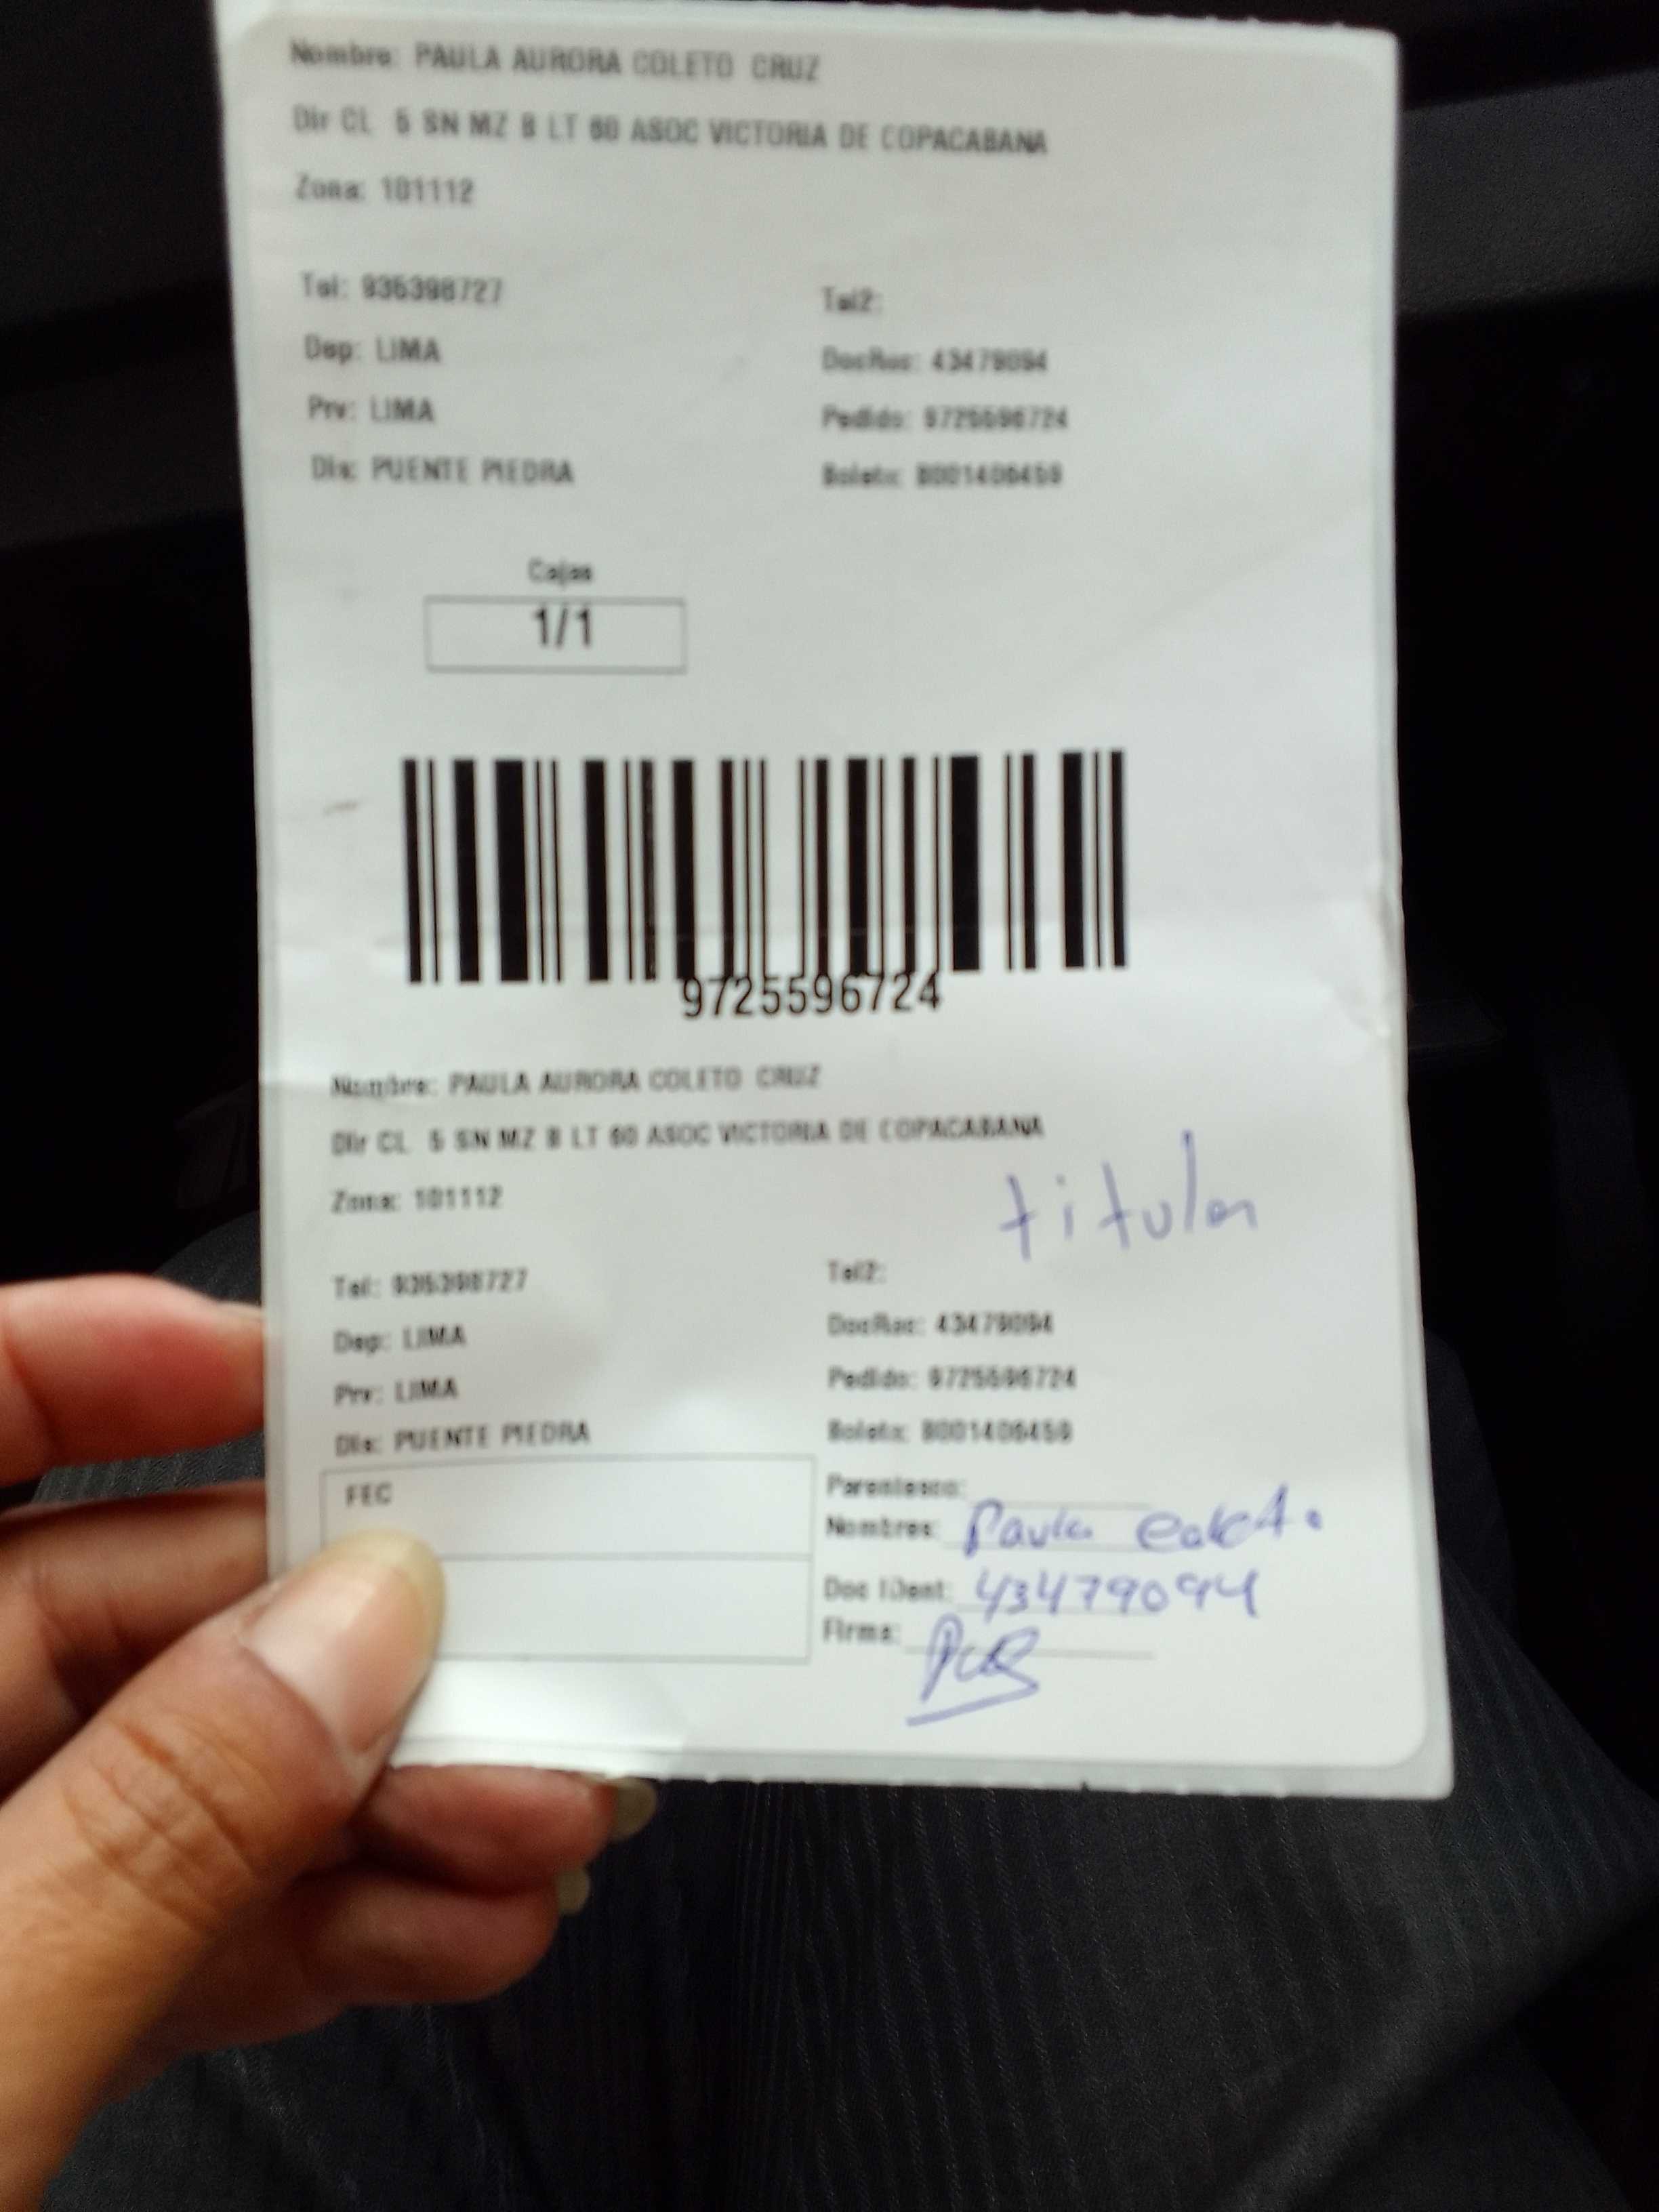 Nombre: PAULA AURORA COLETO CRUZ
Dir CL 5 SN MZ B LT 60 ASOC VICTORIA DE COPACABANA
Zona: 101112
Tel: 936398727 Tel2:
Dep: LIMA DocRuc: 43479094
Prv: LIMA Pedido: 9725596724
Dis: PUENTE PIEDRA Boleta: B001406459
Cajas
1/1
9725596724
Nombre: PAULA AURORA COLETO CRUZ
Dir CL 5 SN MZ B LT 60 ASOC VICTORIA DE COPACABANA
Zona: 101112
titular
Tel: 936398727 Tel2:
Dep: LIMA DocRuc: 43479094
Prv: LIMA Pedido: 9725596724
Dis: PUENTE PIEDRA Boleta: B001406459
FEC Parentesco:
Nombres: Paula Coleto
Doc IDent: 43479094
Firma: